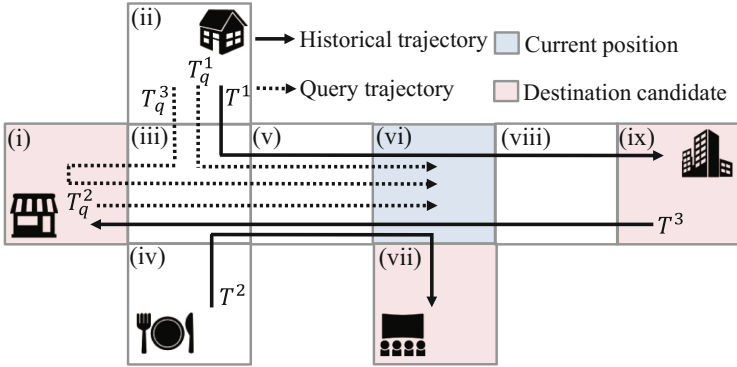 (ii)
Historical trajectory
Current position
$T_q^1$
$T_q^3$
$T^1$
Query trajectory
Destination candidate
(i)
(iii)
(v)
(vi)
(viii)
(ix)
$T_q^2$
$T^3$
(iv)
(vii)
$T^2$